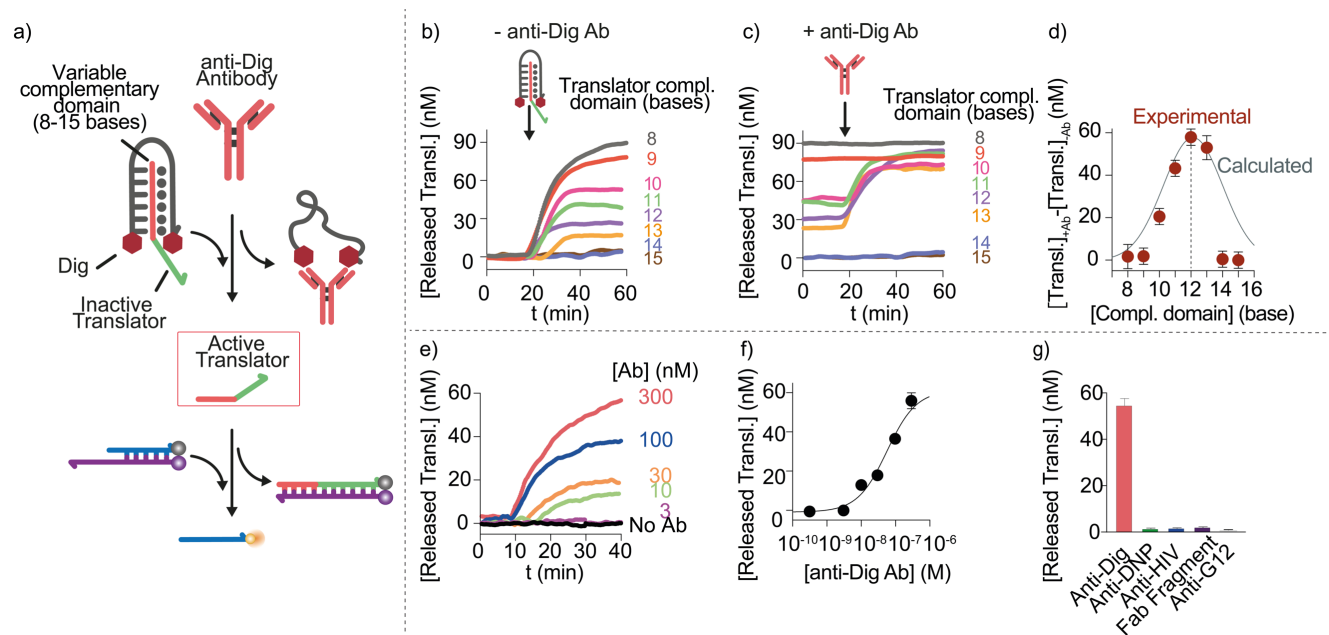 a)
Variable
complementary
domain
(8-15 bases)
anti-Dig
Antibody
Dig
Inactive
Translator
Active
Translator
b)
- anti-Dig Ab
Translator compl.
domain (bases)
[Released Transl.] (nM)
90
60
30
0
0 20 40 60
t (min)
8
9
10
11
12
13
14
15
c)
+ anti-Dig Ab
Translator compl.
domain (bases)
[Released Transl.] (nM)
90
60
30
0
0 20 40 60
t (min)
8
9
10
11
12
13
14
15
d)
[Transl.]+Ab-[Transl.]-Ab (nM)
60
40
20
0
Experimental
Calculated
8 10 12 14 16
[Compl. domain] (base)
e)
[Released Transl.] (nM)
60
40
20
0
0 10 20 30 40
t (min)
[Ab] (nM)
300
100
30
10
3
No Ab
f)
[Released Transl.] (nM)
60
40
20
0
10-10 10-9 10-8 10-7 10-6
[anti-Dig Ab] (M)
g)
[Released Transl.] (nM)
60
40
20
0
Anti-Dig
Anti-DNP
Anti-HIV
Fab Fragment
Anti-G12